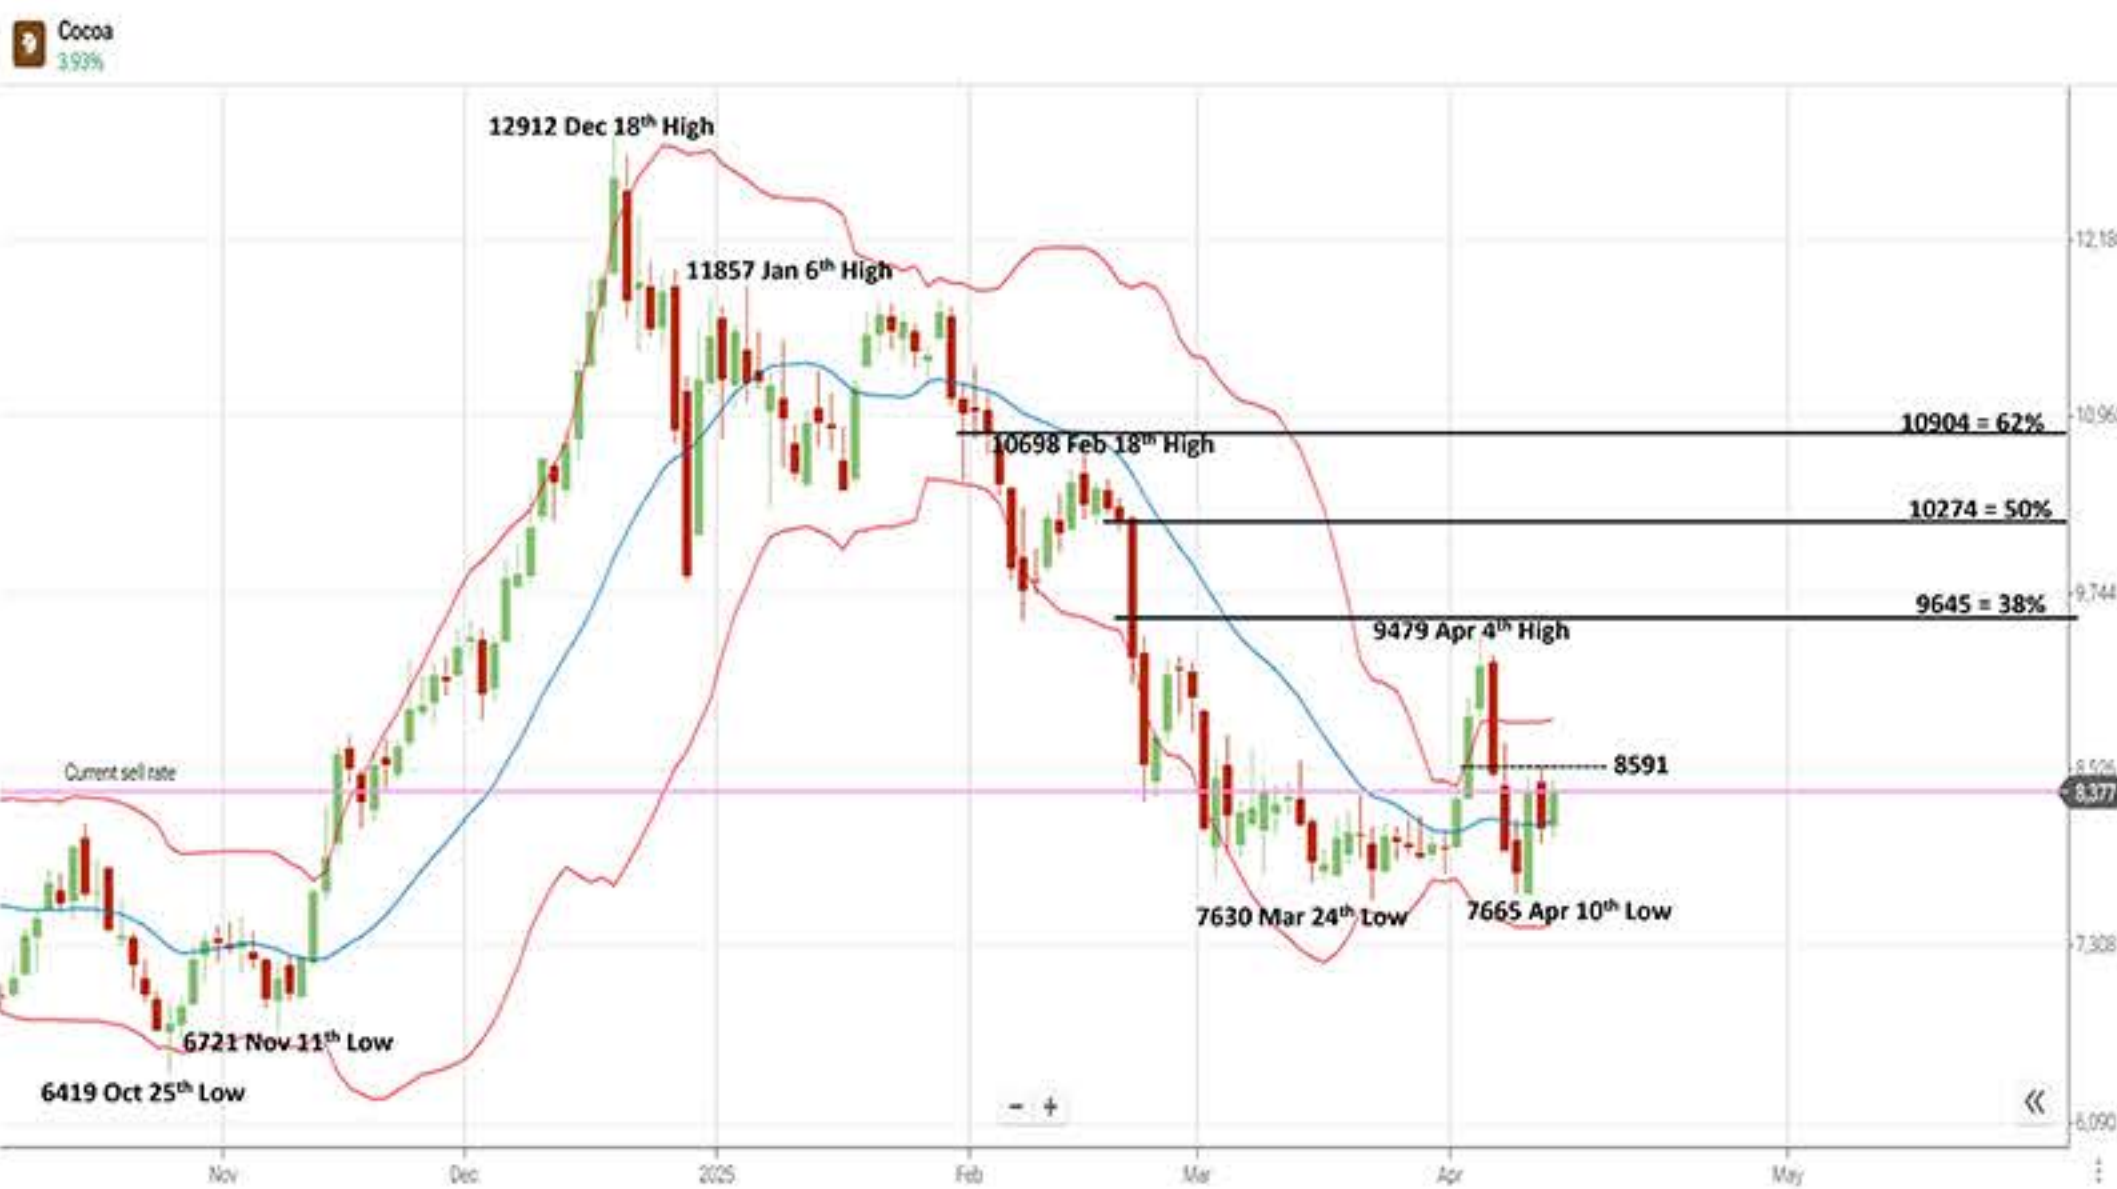 Cocoa
3.93%
12912 Dec 18th High
12,18
11857 Jan 6th High
10904 = 62%
10,96
10698 Feb 18th High
10274 = 50%
9645 = 38%
9,744
9479 Apr 4th High
8591
8,526
Current sell rate
8,377
7630 Mar 24th Low
7665 Apr 10th Low
7,308
6721 Nov 11th Low
6419 Oct 25th Low
6,090
Nov Dec 2025 Feb Mar Apr May